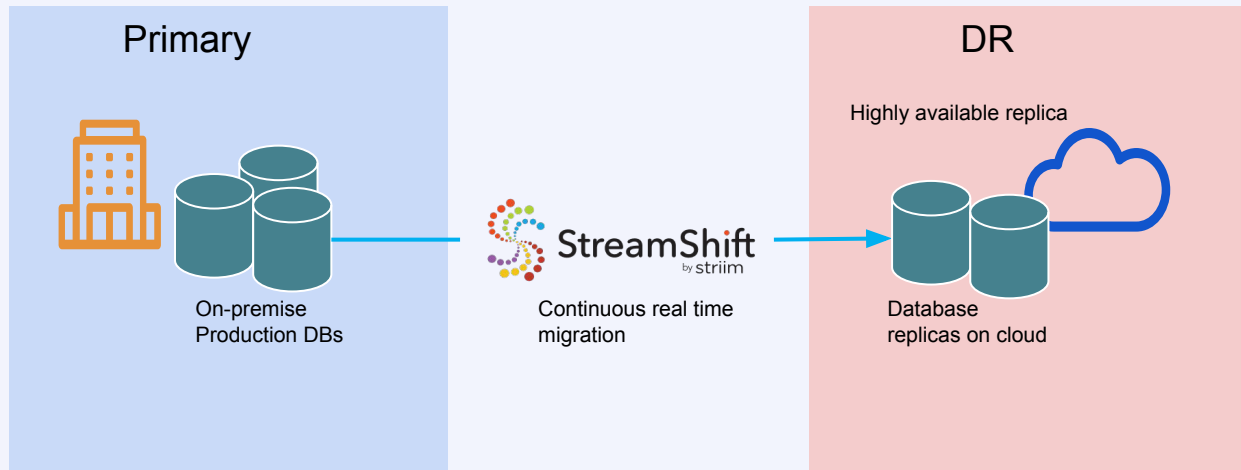 Primary
DR
Highly available replica
StreamShift
by striim
On-premise
Production DBs
Continuous real time
migration
Database
replicas on cloud